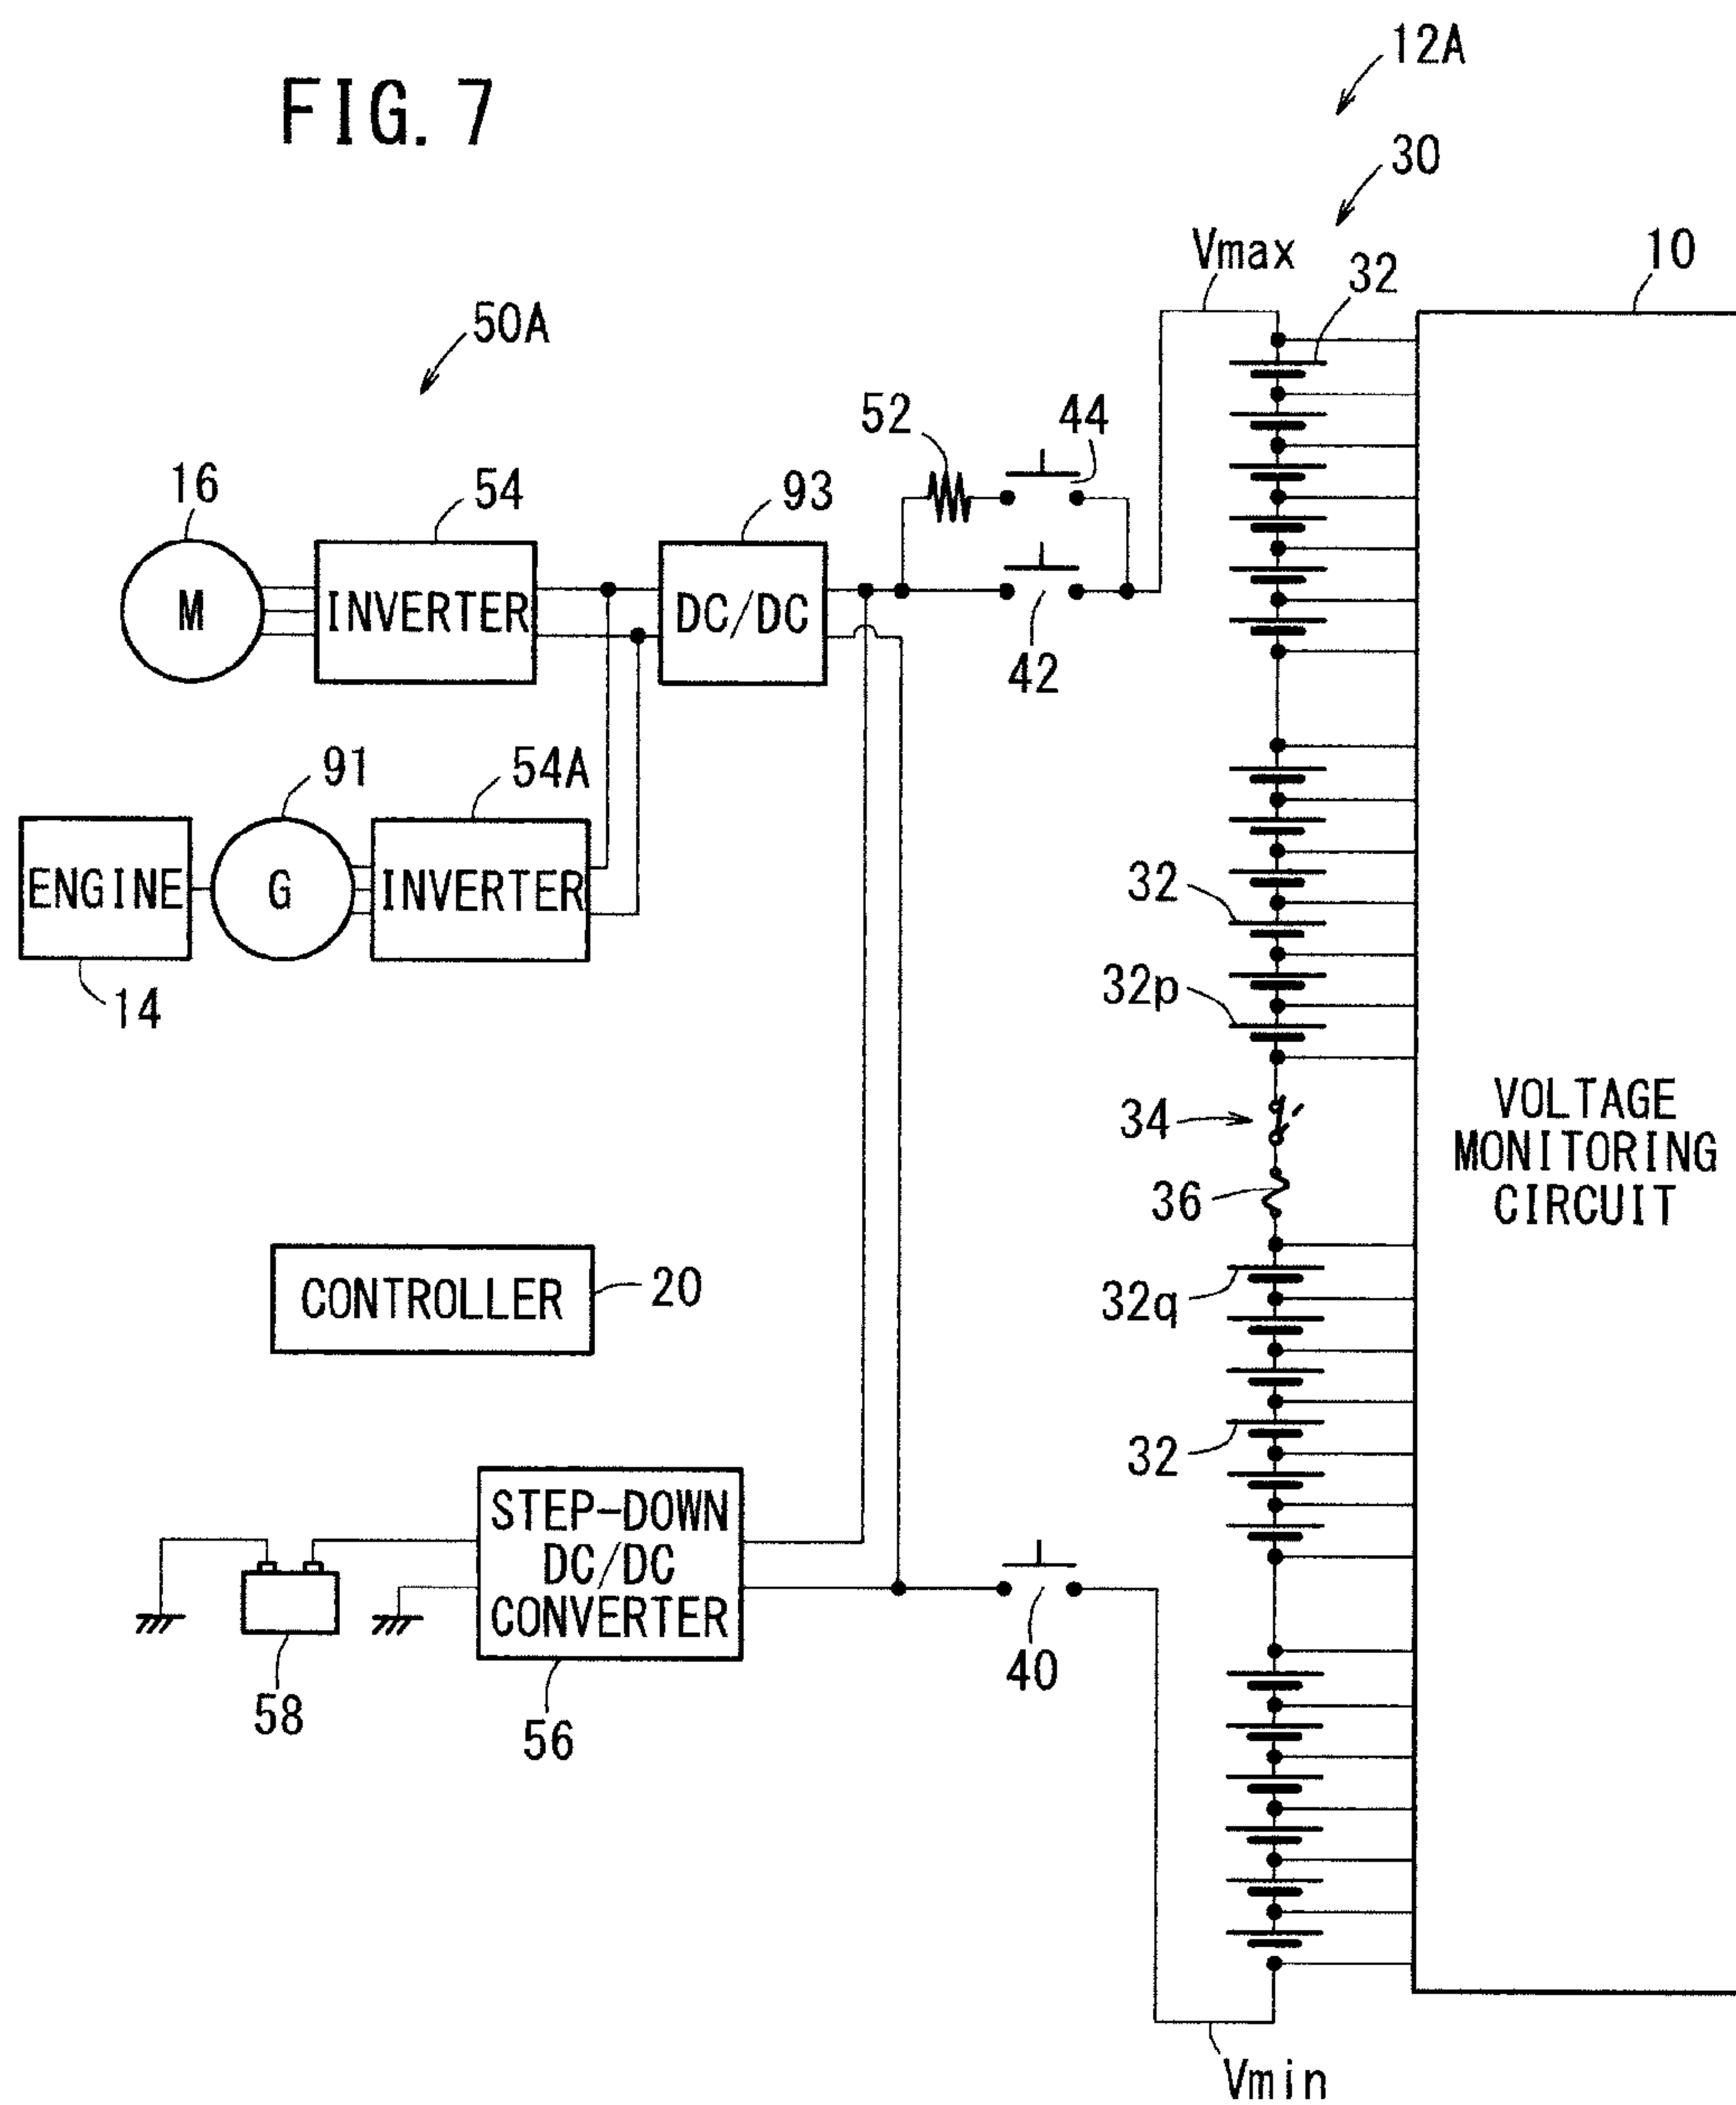 FIG. 7
12A
30
Vmax
32
10
50A
52
44
16
54
93
M
INVERTER
DC/DC
42
91
54A
ENGINE
G
INVERTER
14
32
32p
34
36
VOLTAGE
MONITORING
CIRCUIT
CONTROLLER
20
32q
32
STEP-DOWN
DC/DC
CONVERTER
58
56
40
Vmin